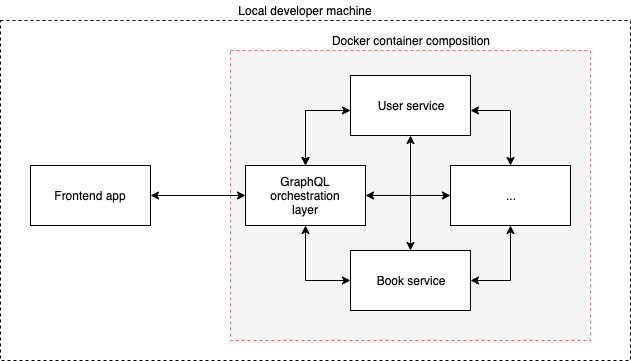 Local developer machine
Docker container composition
User service
Frontend app
GraphQL
orchestration
layer
...
Book service